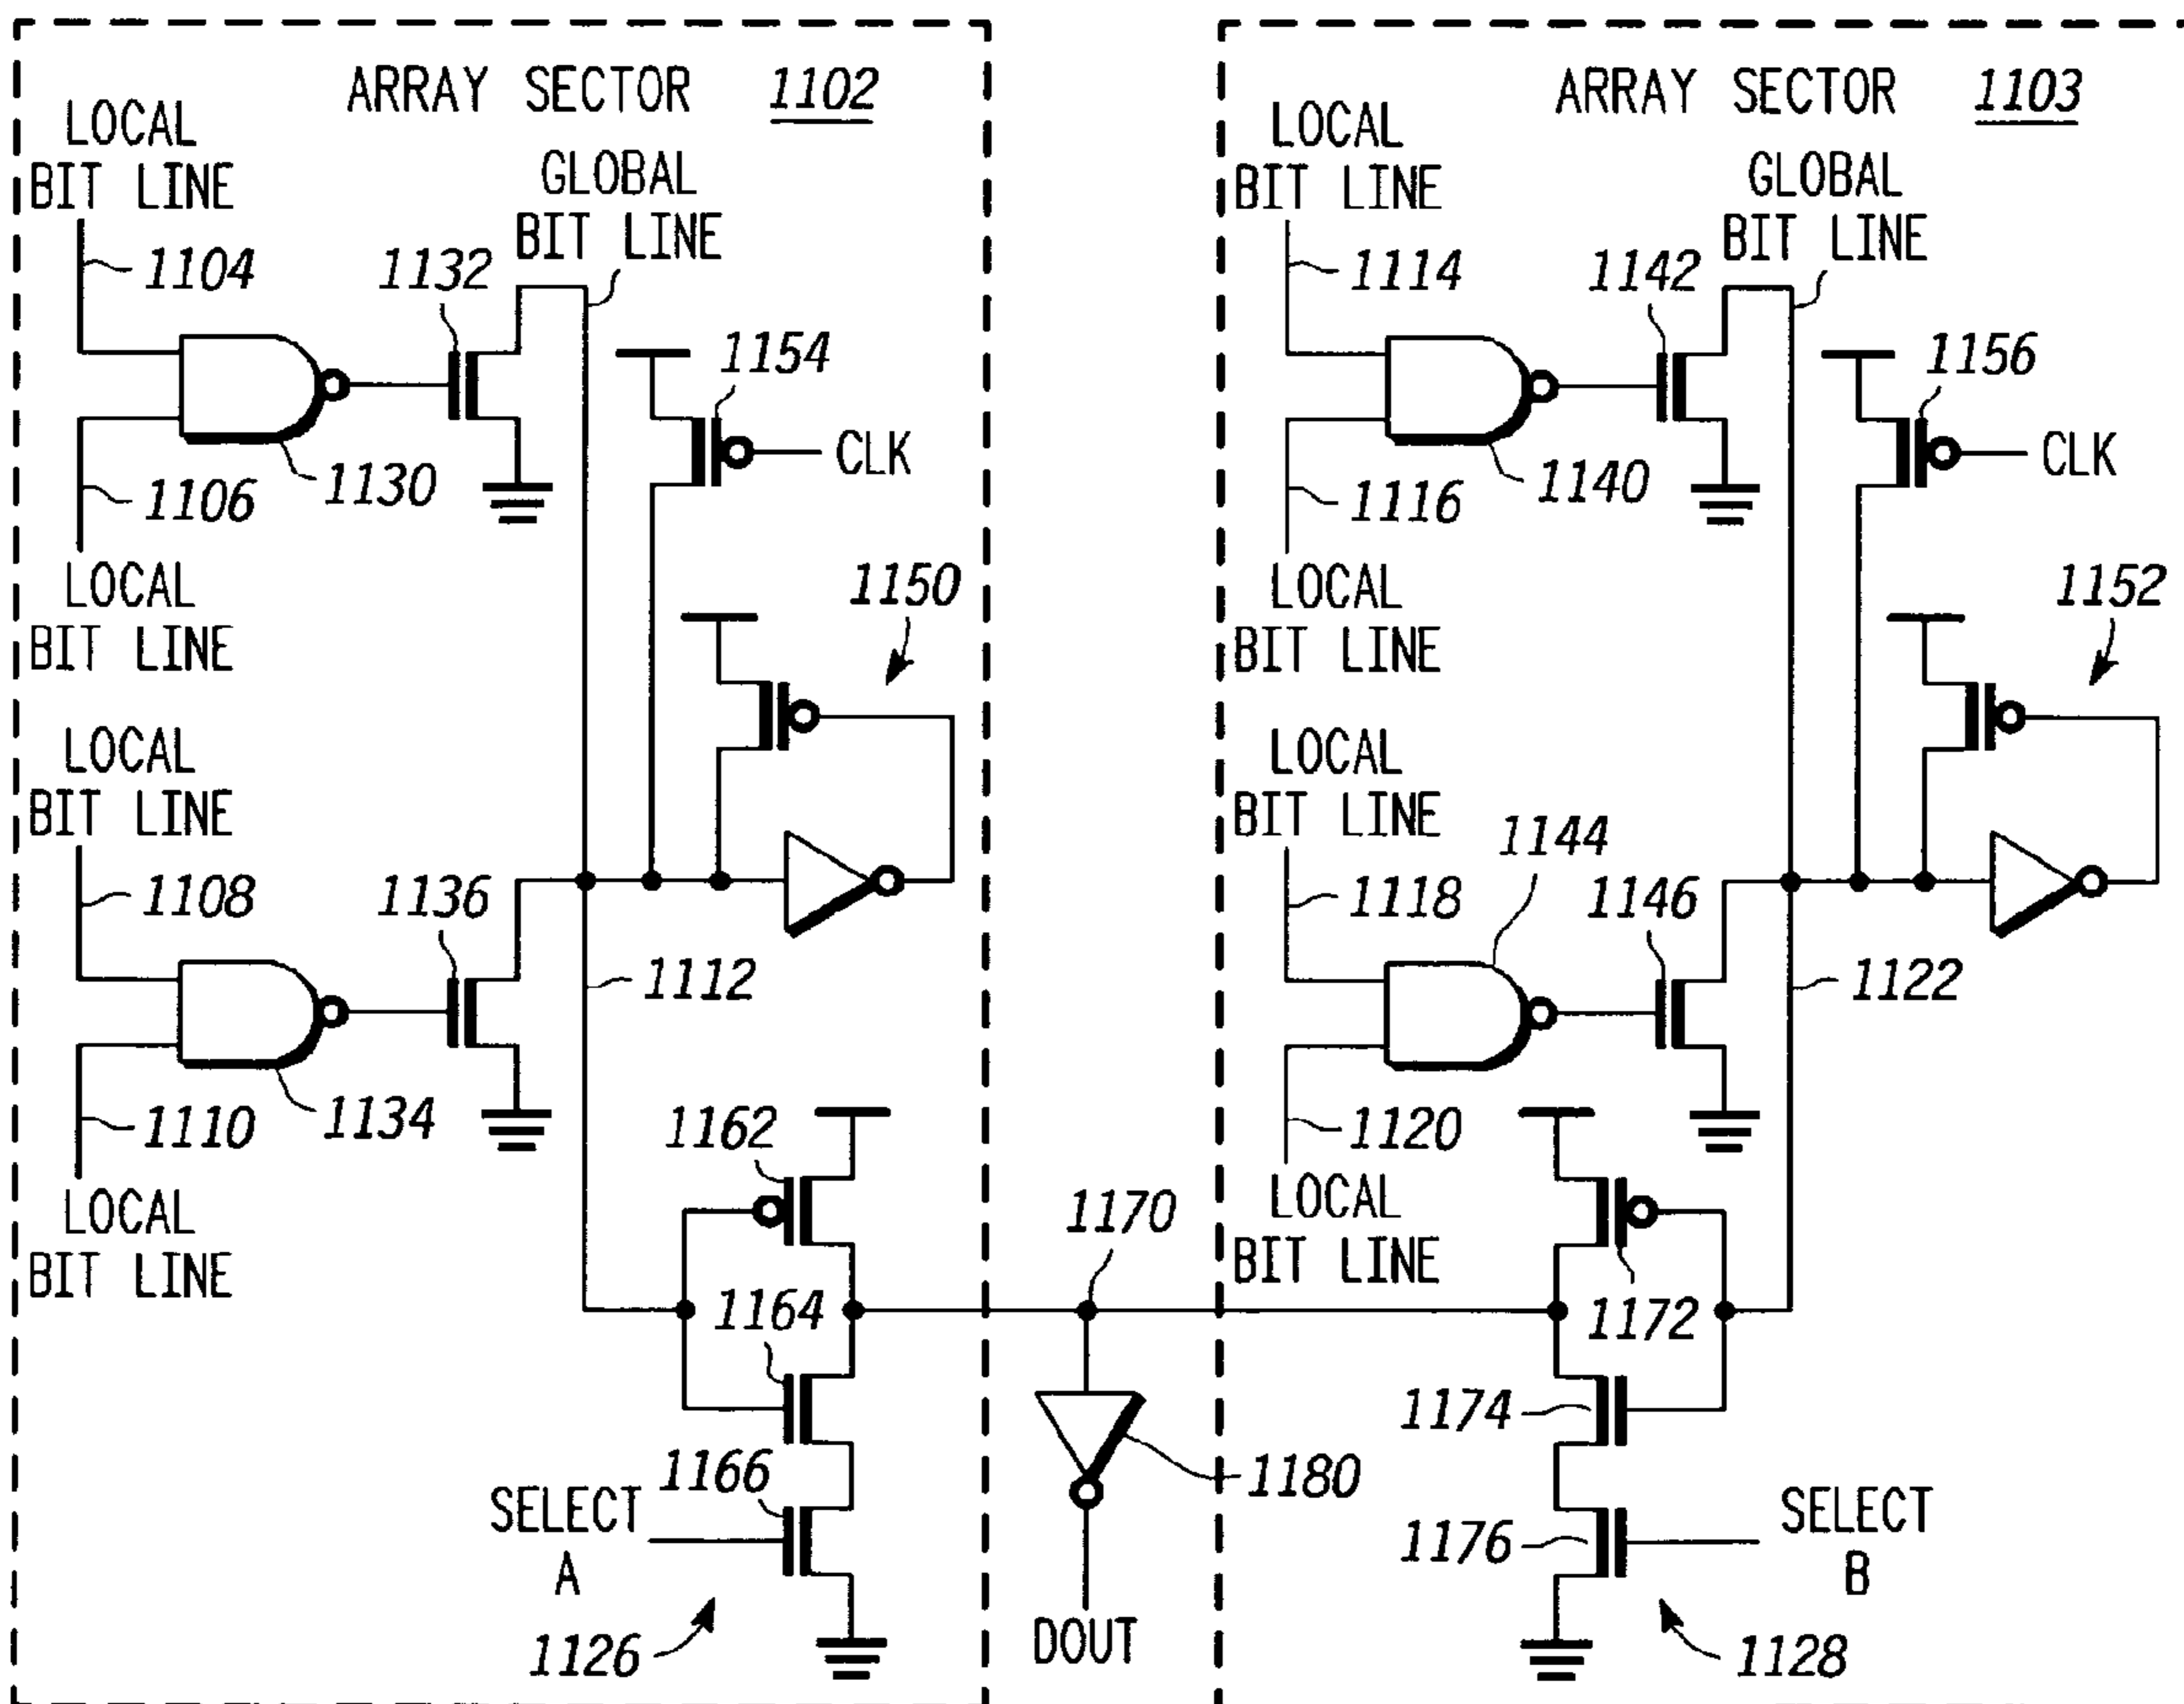 ARRAY SECTOR 1102
LOCAL
BIT LINE
GLOBAL
BIT LINE
1104
1132
1154
CLK
1130
1106
LOCAL
BIT LINE
1150
LOCAL
BIT LINE
1108
1136
1112
1110
1134
LOCAL
BIT LINE
1162
1164
1166
SELECT
A
1126
1170
1180
DOUT
ARRAY SECTOR 1103
LOCAL
BIT LINE
GLOBAL
BIT LINE
1114
1142
1156
CLK
1140
1116
LOCAL
BIT LINE
1152
LOCAL
BIT LINE
1144
1118
1146
1122
1120
LOCAL
BIT LINE
1172
1174
1176
SELECT
B
1128